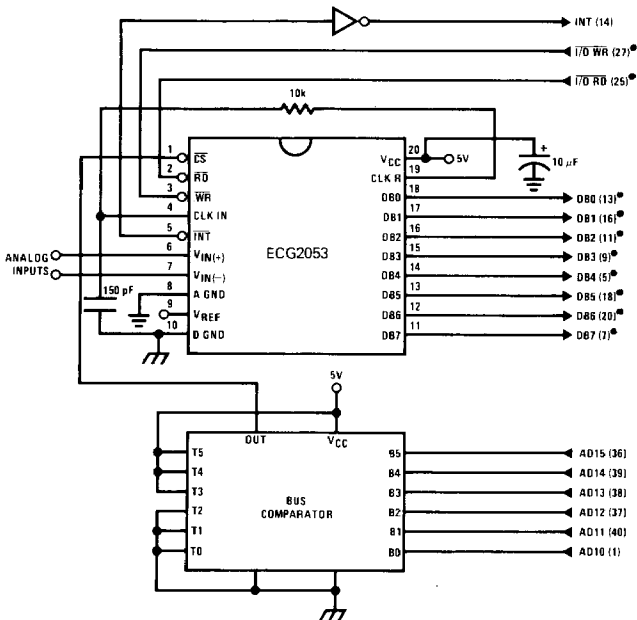 INT (14)
I/O WR (27)
I/O RD (25)
10k
1 CS
2 RD
3 WR
4 CLK IN
5 INT
6 VIN(+)
7 VIN(−)
8 A GND
9 VREF
10 D GND
ECG2053
20 VCC
19 CLK R
18 DB0
17 DB1
16 DB2
15 DB3
14 DB4
13 DB5
12 DB6
11 DB7
5V
+
10 µF
DB0 (13)
DB1 (16)
DB2 (11)
DB3 (9)
DB4 (5)
DB5 (18)
DB6 (20)
DB7 (7)
ANALOG
INPUTS
150 pF
5V
OUT
VCC
T5
T4
T3
T2
T1
T0
BUS
COMPARATOR
B5
B4
B3
B2
B1
B0
AD15 (36)
AD14 (39)
AD13 (38)
AD12 (37)
AD11 (40)
AD10 (1)